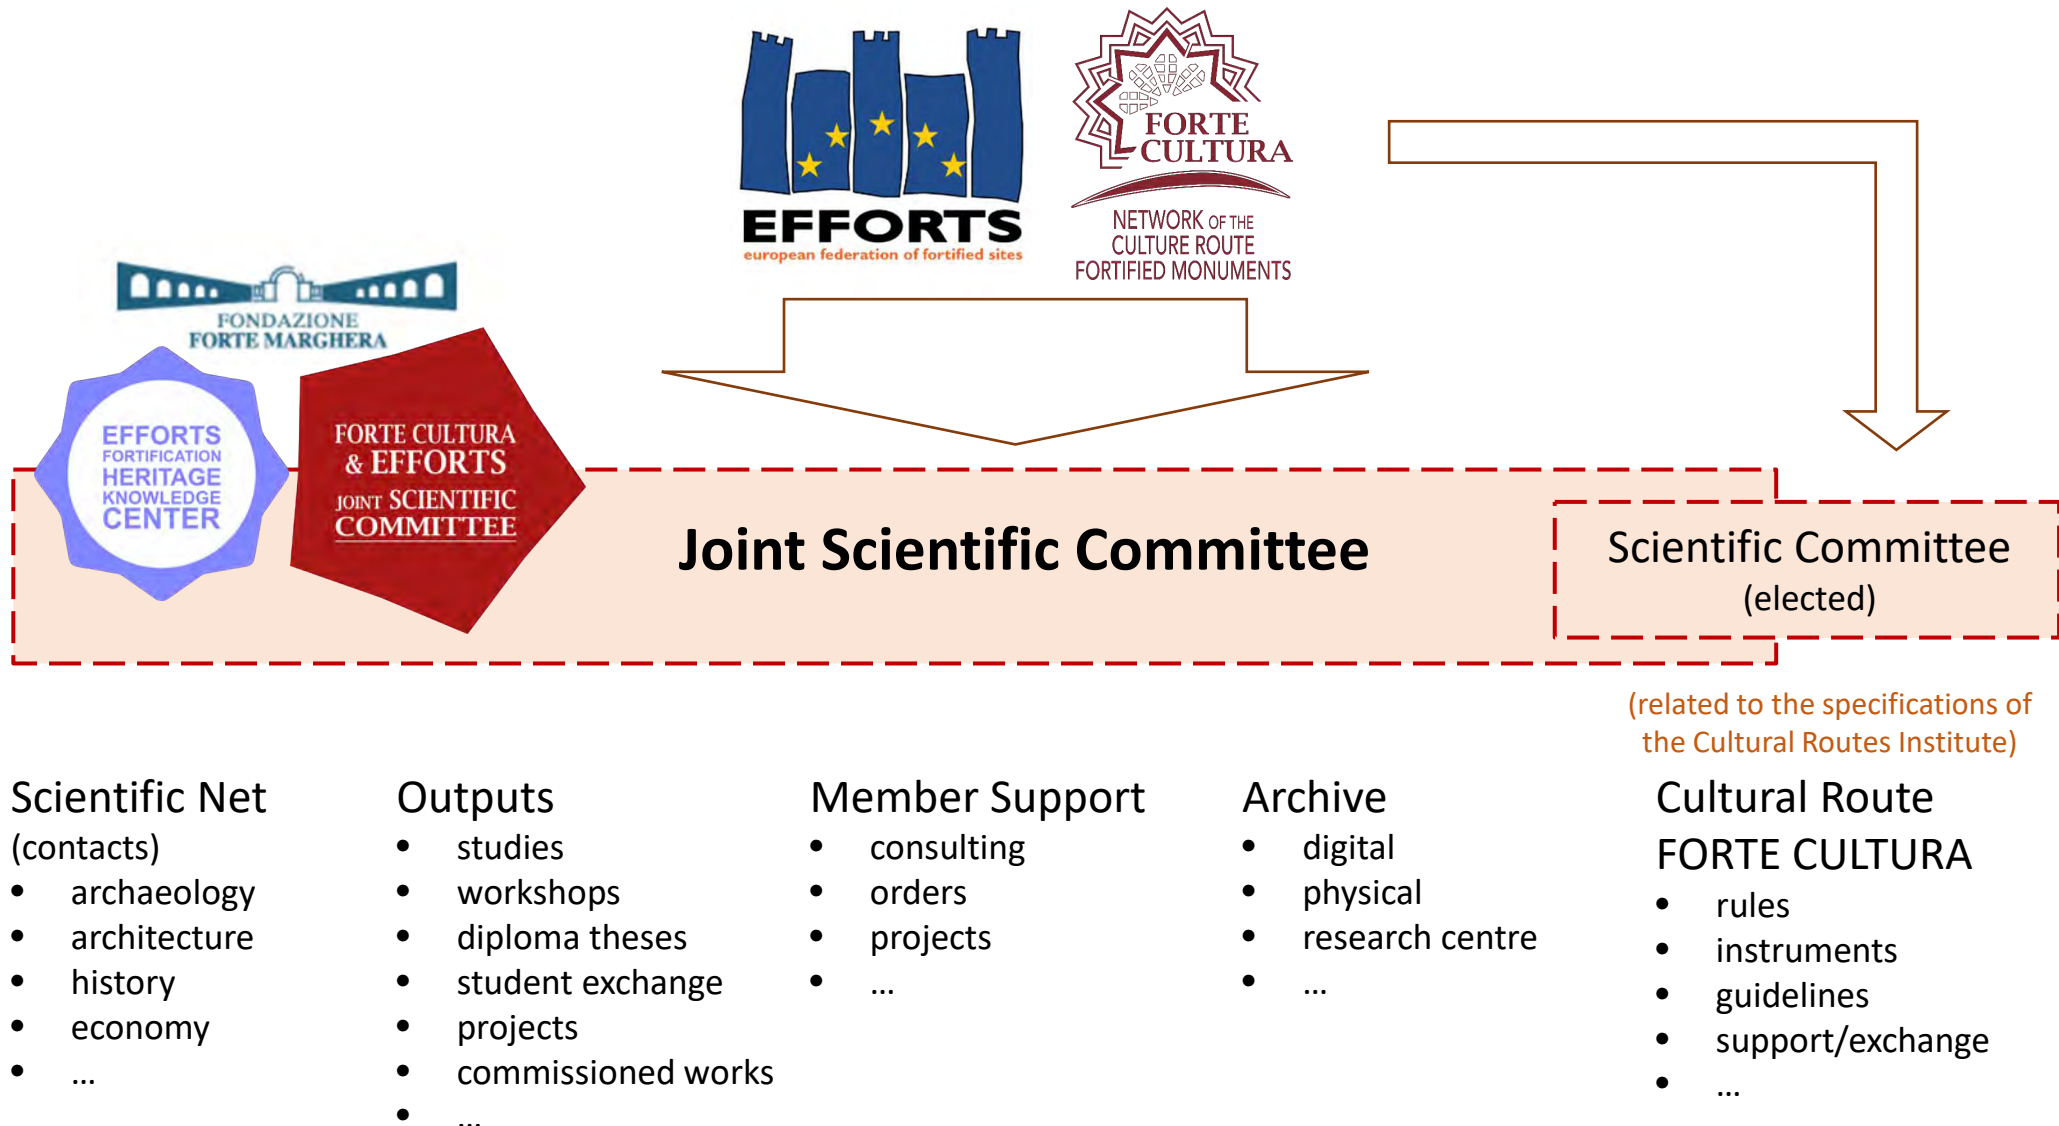 EFFORTS
european federation of fortified sites
FORTE
CULTURA
NETWORK OF THE
CULTURE ROUTE
FORTIFIED MONUMENTS
FONDAZIONE
FORTE MARGHERA
EFFORTS
FORTIFICATION
HERITAGE
KNOWLEDGE
CENTER
FORTE CULTURA
& EFFORTS
JOINT SCIENTIFIC
COMMITTEE
Joint Scientific Committee
Scientific Committee
(elected)
(related to the specifications of
the Cultural Routes Institute)
Scientific Net
(contacts)
• archaeology
• architecture
• history
• economy
• ...
Outputs
• studies
• workshops
• diploma theses
• student exchange
• projects
• commissioned works
• ...
Member Support
• consulting
• orders
• projects
• ...
Archive
• digital
• physical
• research centre
• ...
Cultural Route
FORTE CULTURA
• rules
• instruments
• guidelines
• support/exchange
• ...